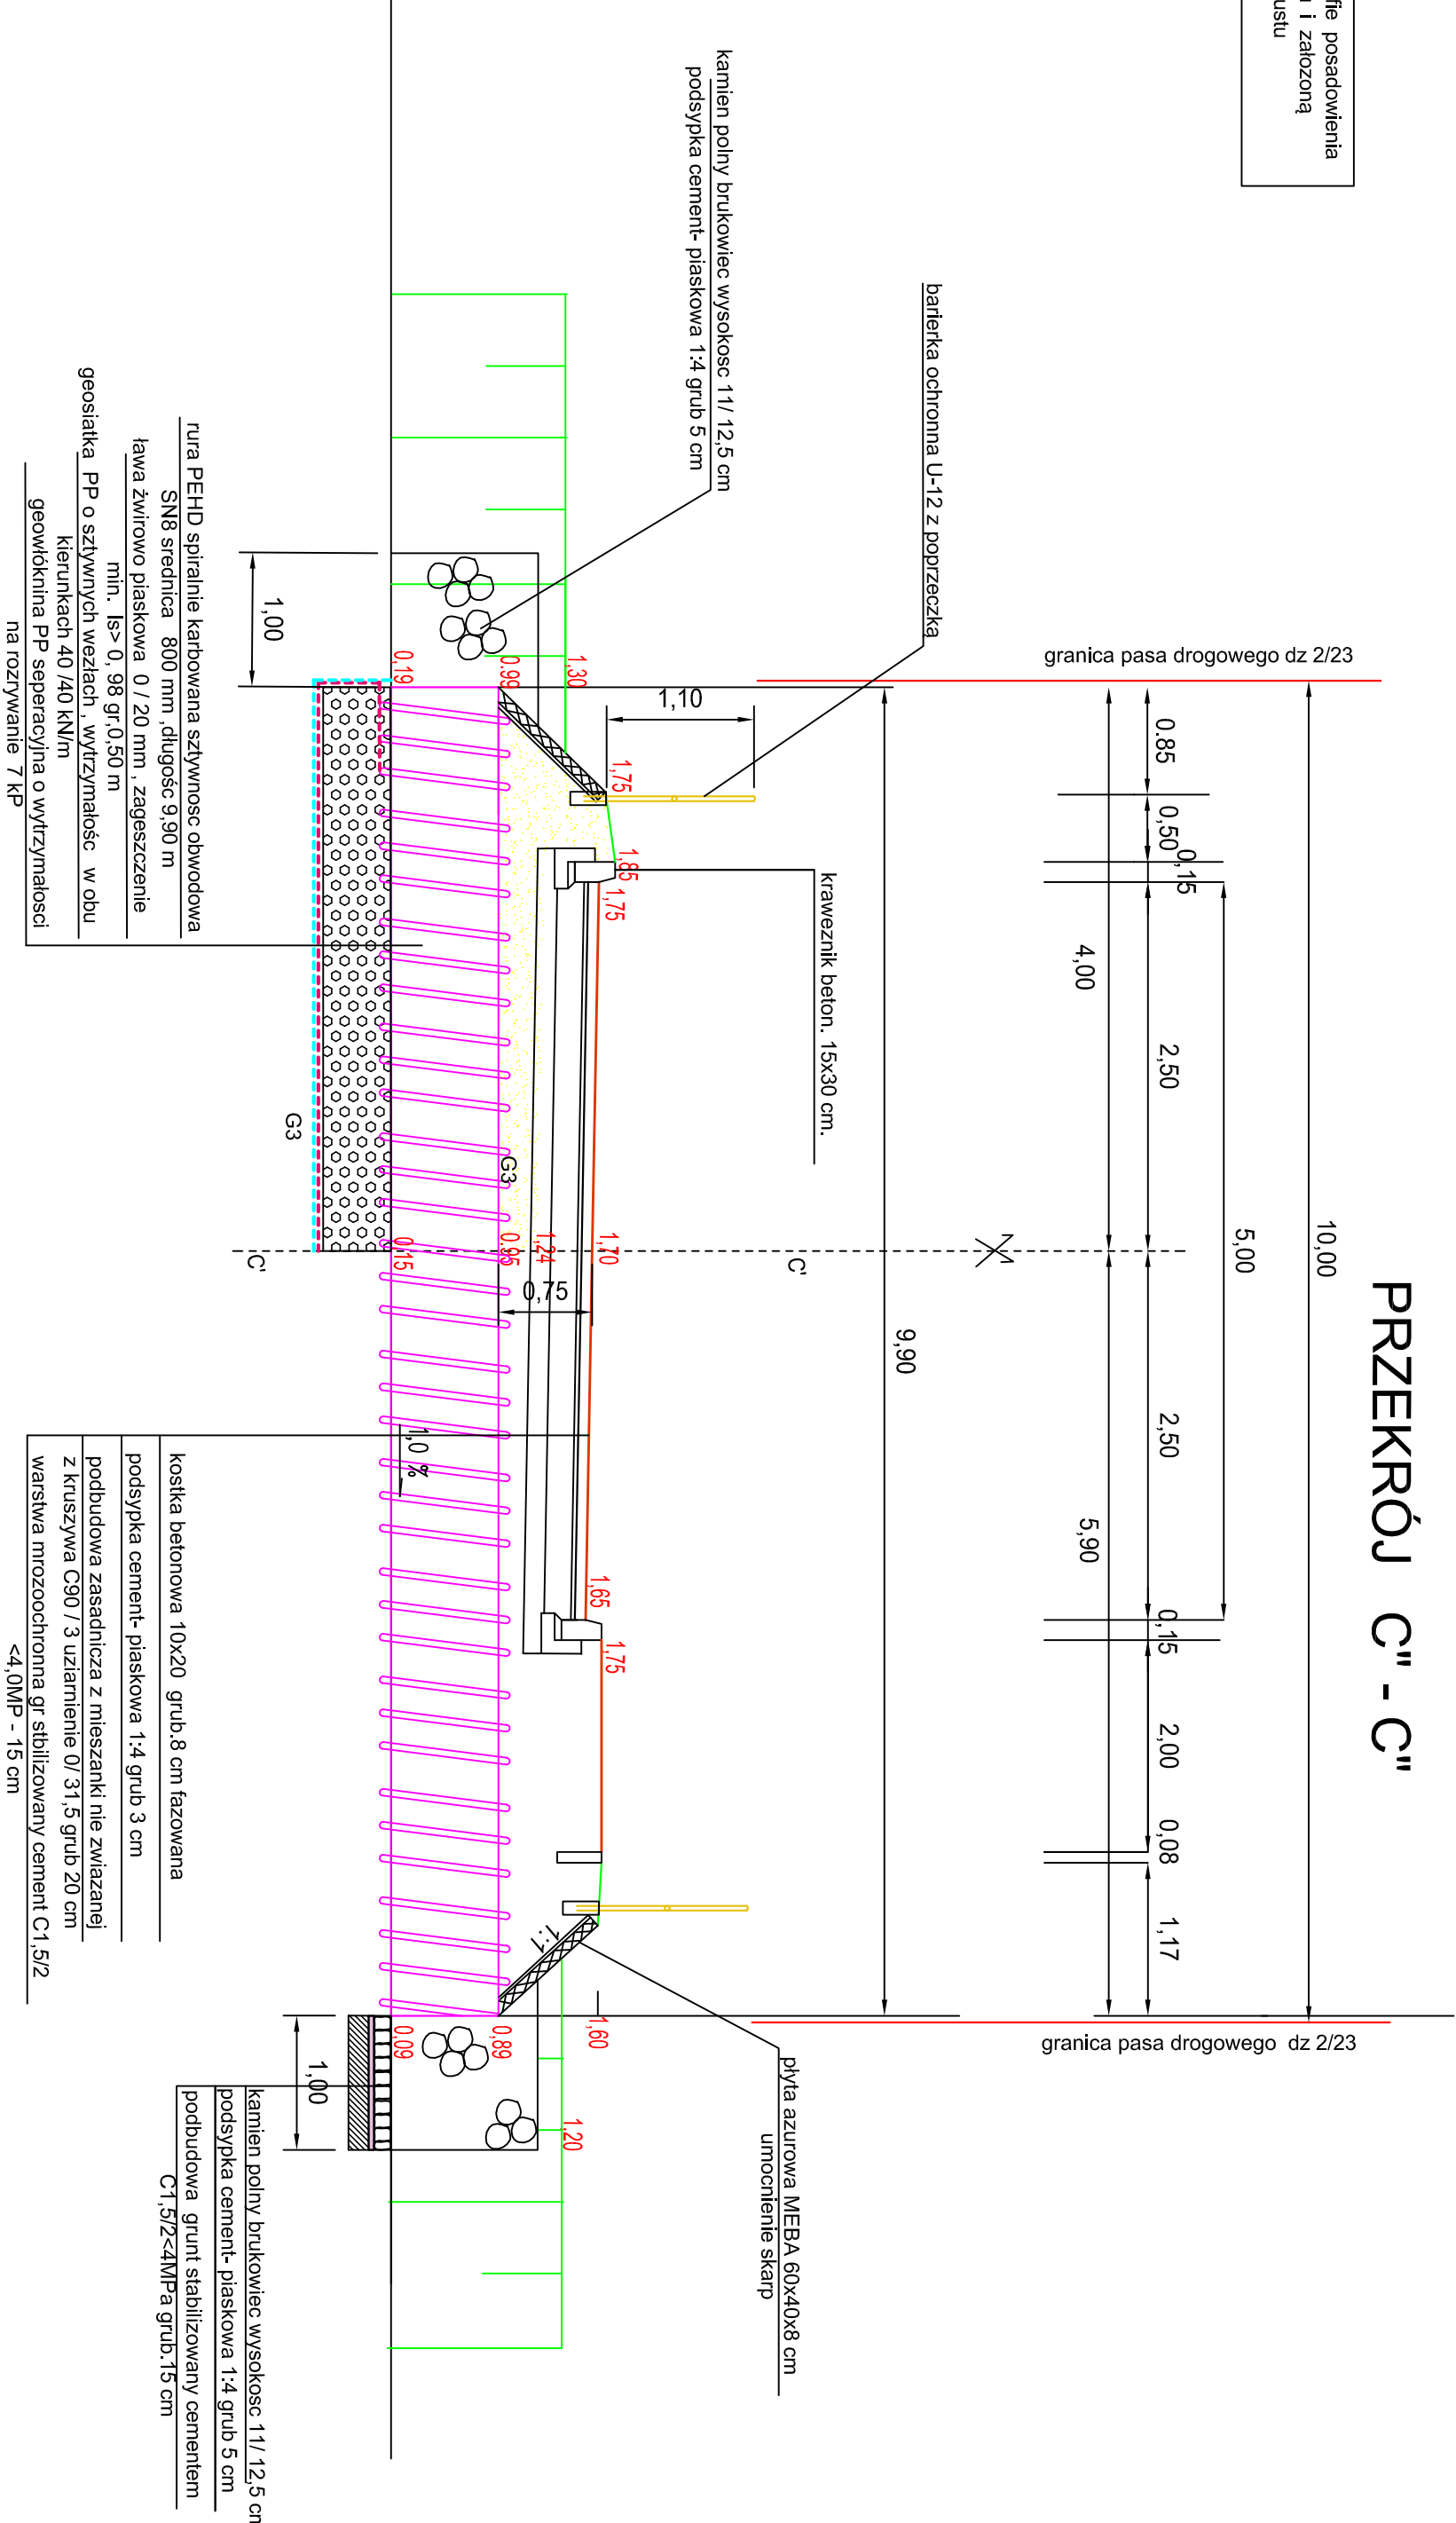 PRZEKRÓJ C" - C"
fie posadowienia
i założoną
ustu
10,00
5,00
0.85
0,50
0,15
2,50
2,50
0,15
2,00
0,08
1,17
4,00
5,90
granica pasa drogowego dz 2/23
granica pasa drogowego dz 2/23
9,90
barierka ochronna U-12 z poprzeczką
kraweznik beton. 15x30 cm.
płyta azurowa MEBA 60x40x8 cm
umocnienie skarp
kamien polny brukowiec wysokosc 11/ 12,5 cm
podsypka cement- piaskowa 1:4 grub 5 cm
1,10
C'
1,75
1,85
1,75
1,70
1,65
1,75
1,60
1,30
1,24
1,20
0,75
1:1
0.99
G3
0.95
0,89
0,19
0,15
1,0 %
0,09
1,00
G3
C'
1,00
rura PEHD spiralnie karbowana sztywnosc obwodowa
SN8 srednica 800 mm ,długośc 9,90 m
ława żwirowo piaskowa 0 / 20 mm , zageszczenie
min. Is> 0, 98 gr,0,50 m
geosiatka PP o sztywnych wezłach , wytrzymałośc w obu
kierunkach 40 /40 kN/m
geowłóknina PP seperacyjna o wytrzymałosci
na rozrywanie 7 kP
kostka betonowa 10x20 grub.8 cm fazowana
podsypka cement- piaskowa 1:4 grub 3 cm
podbudowa zasadnicza z mieszanki nie zwiazanej
z kruszywa C90 / 3 uziarnienie 0/ 31,5 grub 20 cm
warstwa mrozoochronna gr stbilizowany cement C1,5/2
<4,0MP - 15 cm
kamien polny brukowiec wysokosc 11/ 12,5 cm
podsypka cement- piaskowa 1:4 grub 5 cm
podbudowa grunt stabilizowany cementem
C1,5/2<4MPa grub.15 cm